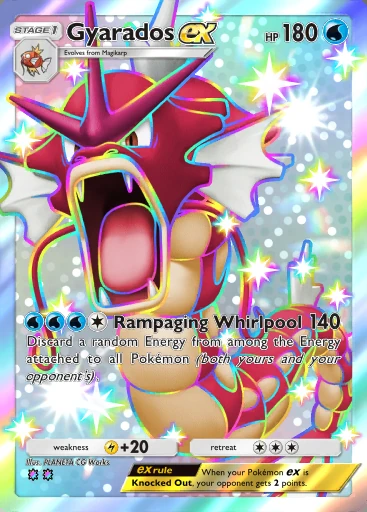 STAGE 1
Gyarados ex
HP 180
Evolves from Magikarp
Rampaging Whirlpool 140
Discard a random Energy from among the Energy
attached to all Pokémon (both yours and your
opponent's).
weakness +20
retreat
Illus. PLANETA CG Works
ex rule
When your Pokémon ex is
Knocked Out, your opponent gets 2 points.